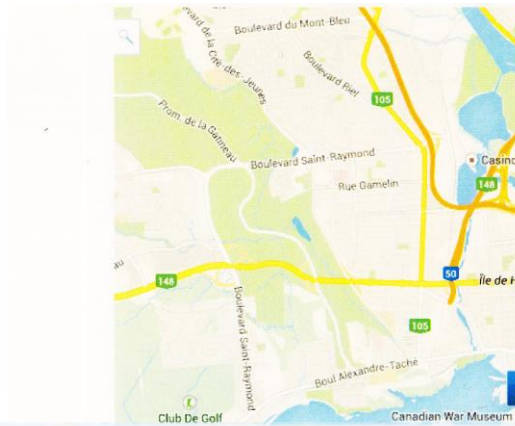 Boulevard du Mont-Bleu
Boulevard de la Cité-des-Jeunes
Boulevard Riel
105
Prom. de la Gatineau
Boulevard Saint-Raymond
Casino
Rue Gamelin
148
50
Île de H
148
au
Boulevard Saint-Raymond
105
Boul Alexandre-Taché
Club De Golf
Canadian War Museum